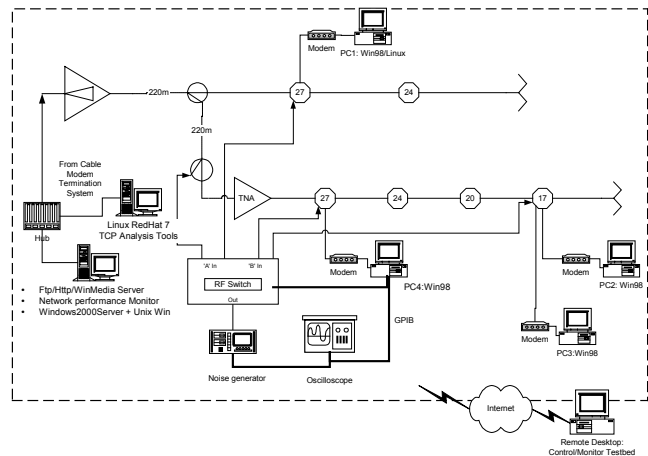 Modem
PC1: Win98/Linux
220m
27
24
220m
From Cable
Modem
Termination
System
Hub
Linux RedHat 7
TCP Analysis Tools
TNA
27
24
20
17
'A' In
'B' In
RF Switch
Out
Modem
PC4:Win98
Modem
PC2: Win98
Modem
PC3:Win98
GPIB
• Ftp/Http/WinMedia Server
• Network performance Monitor
• Windows2000Server + Unix Win
Noise generator
Oscilloscope
Internet
Remote Desktop:
Control/Monitor Testbed